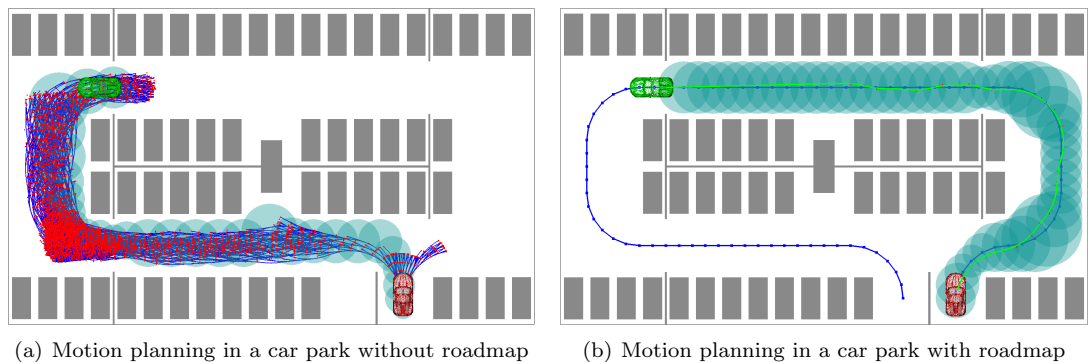 (a) Motion planning in a car park without roadmap
(b) Motion planning in a car park with roadmap